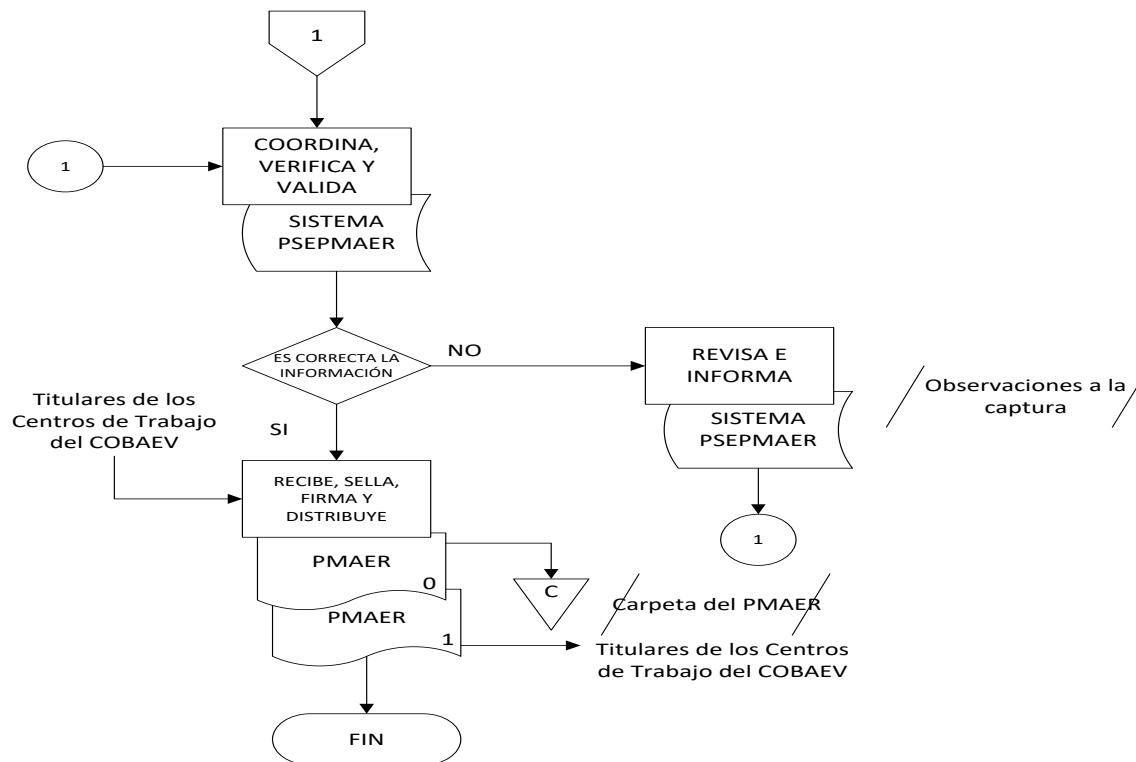 1
1
COORDINA,
VERIFICA Y
VALIDA
SISTEMA
PSEPMAER
ES CORRECTA LA
INFORMACIÓN
NO
REVISA E
INFORMA
SISTEMA
PSEPMAER
Observaciones a la
captura
1
SI
Titulares de los
Centros de Trabajo
del COBAEV
RECIBE, SELLA,
FIRMA Y
DISTRIBUYE
PMAER
0
C
Carpeta del PMAER
PMAER
1
Titulares de los Centros
de Trabajo del COBAEV
FIN